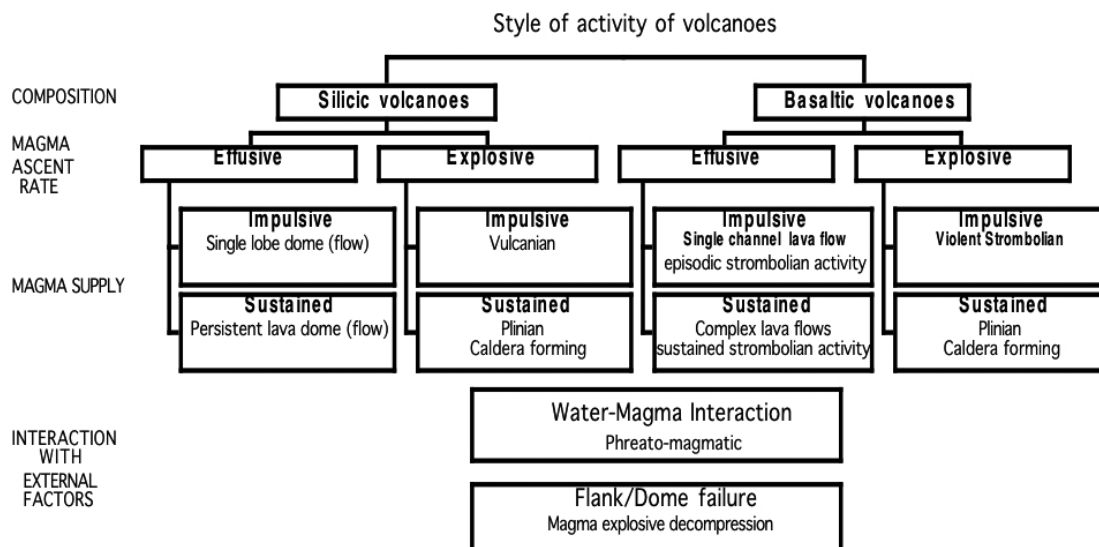 Style of activity of volcanoes
COMPOSITION
Silicic volcanoes
Basaltic volcanoes
MAGMA
ASCENT
RATE
Effusive
Explosive
Effusive
Explosive
MAGMA SUPPLY
Impulsive
Single lobe dome (flow)
Impulsive
Vulcanian
Impulsive
Single channel lava flow
episodic strombolian activity
Impulsive
Violent Strombolian
Sustained
Persistent lava dome (flow)
Sustained
Plinian
Caldera forming
Sustained
Complex lava flows
sustained strombolian activity
Sustained
Plinian
Caldera forming
INTERACTION
WITH
EXTERNAL
FACTORS
Water-Magma Interaction
Phreato-magmatic
Flank/Dome failure
Magma explosive decompression